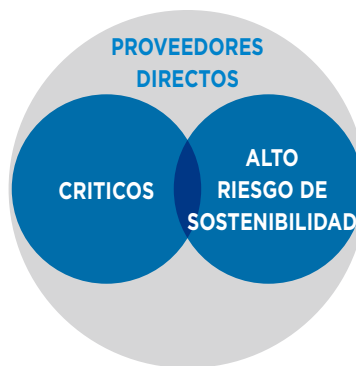 PROVEEDORES
DIRECTOS
CRITICOS
ALTO
RIESGO DE
SOSTENIBILIDAD